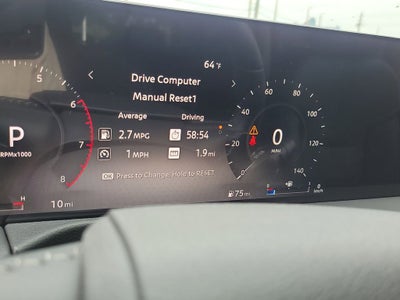 64°F
Drive Computer
Manual Reset1
Average
Driving
2.7 MPG
58:54
1 MPH
1.9 mi
OK Press to Change, Hold to RESET
5
6
7
8
P
RPMx1000
H
10 mi
0
20
40
60
80
100
120
140
0
MPH
F
75 mi
E